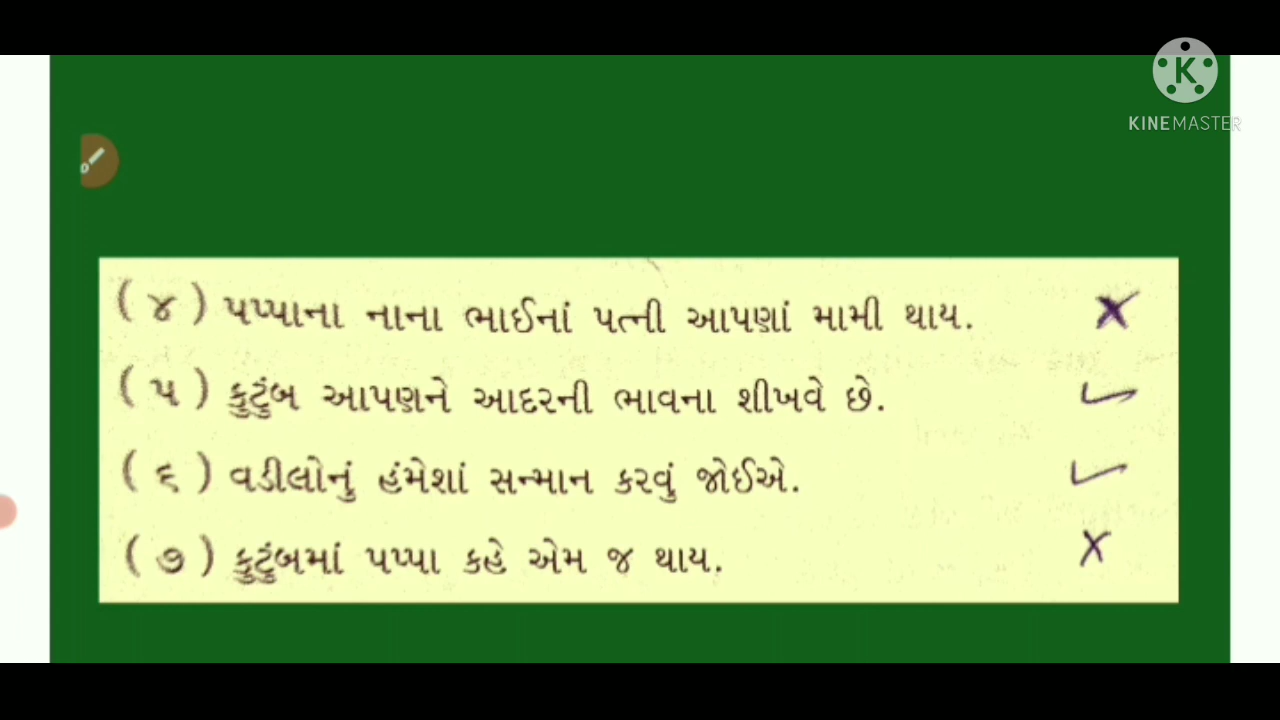 KINEMASTER
(૪) પપ્પાના નાના ભાઈનાં પત્ની આપણાં મામી થાય. ✗
(૫) કુટુંબ આપણને આદરની ભાવના શીખવે છે. ✓
(૬) વડીલોનું હંમેશાં સન્માન કરવું જોઈએ. ✓
(૭) કુટુંબમાં પપ્પા કહે એમ જ થાય. ✗